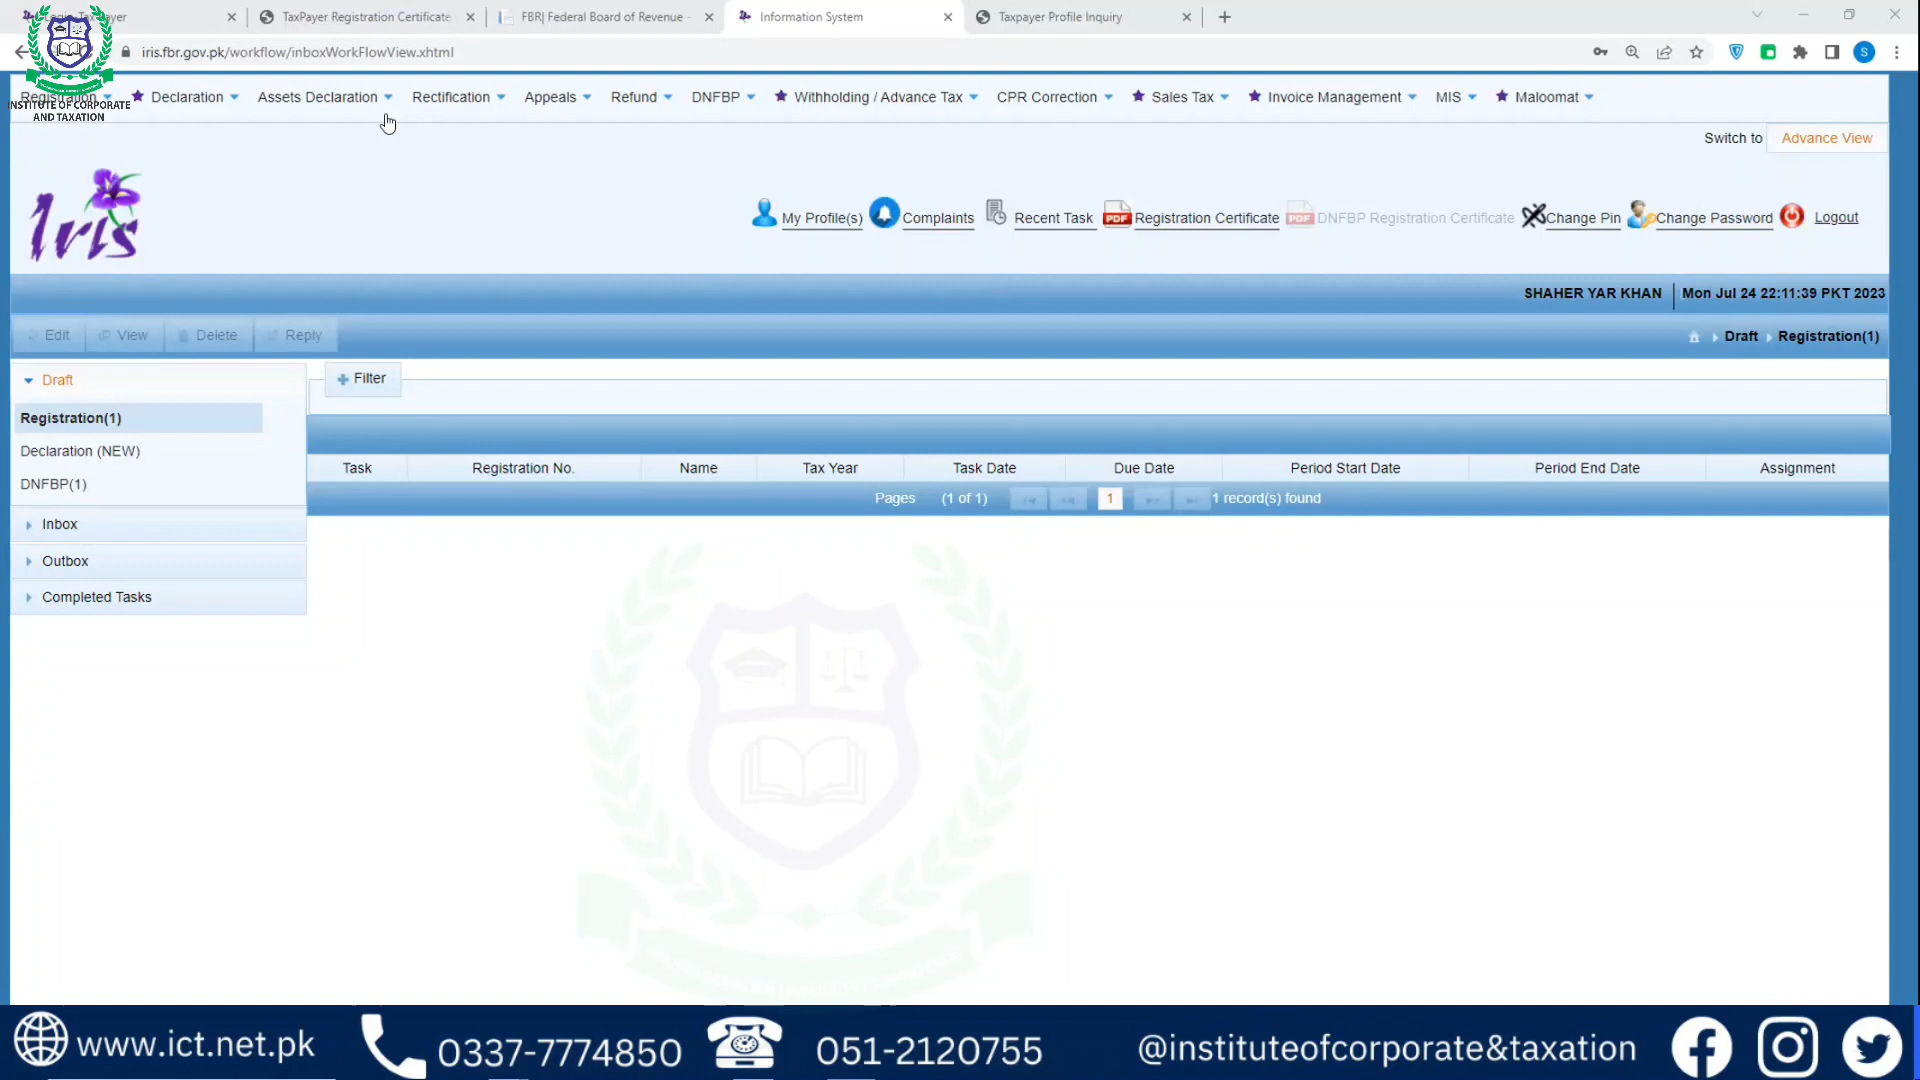 Taxpayer
TaxPayer Registration Certificate
FBR| Federal Board of Revenue -
Information System
Taxpayer Profile Inquiry
iris.fbr.gov.pk/workflow/inboxWorkFlowView.xhtml
S
Registration
Declaration
Assets Declaration
Rectification
Appeals
Refund
DNFBP
Withholding / Advance Tax
CPR Correction
Sales Tax
Invoice Management
MIS
Maloomat
INSTITUTE OF CORPORATE
AND TAXATION
Switch to
Advance View
Iris
My Profile(s)
Complaints
Recent Task
PDF
Registration Certificate
PDF
DNFBP Registration Certificate
Change Pin
Change Password
Logout
SHAHER YAR KHAN
Mon Jul 24 22:11:39 PKT 2023
Edit
View
Delete
Reply
Draft
Registration(1)
Draft
Filter
Registration(1)
Declaration (NEW)
DNFBP(1)
Inbox
Outbox
Completed Tasks
Task
Registration No.
Name
Tax Year
Task Date
Due Date
Period Start Date
Period End Date
Assignment
Pages
(1 of 1)
1
1 record(s) found
www.ict.net.pk
0337-7774850
051-2120755
@instituteofcorporate&taxation